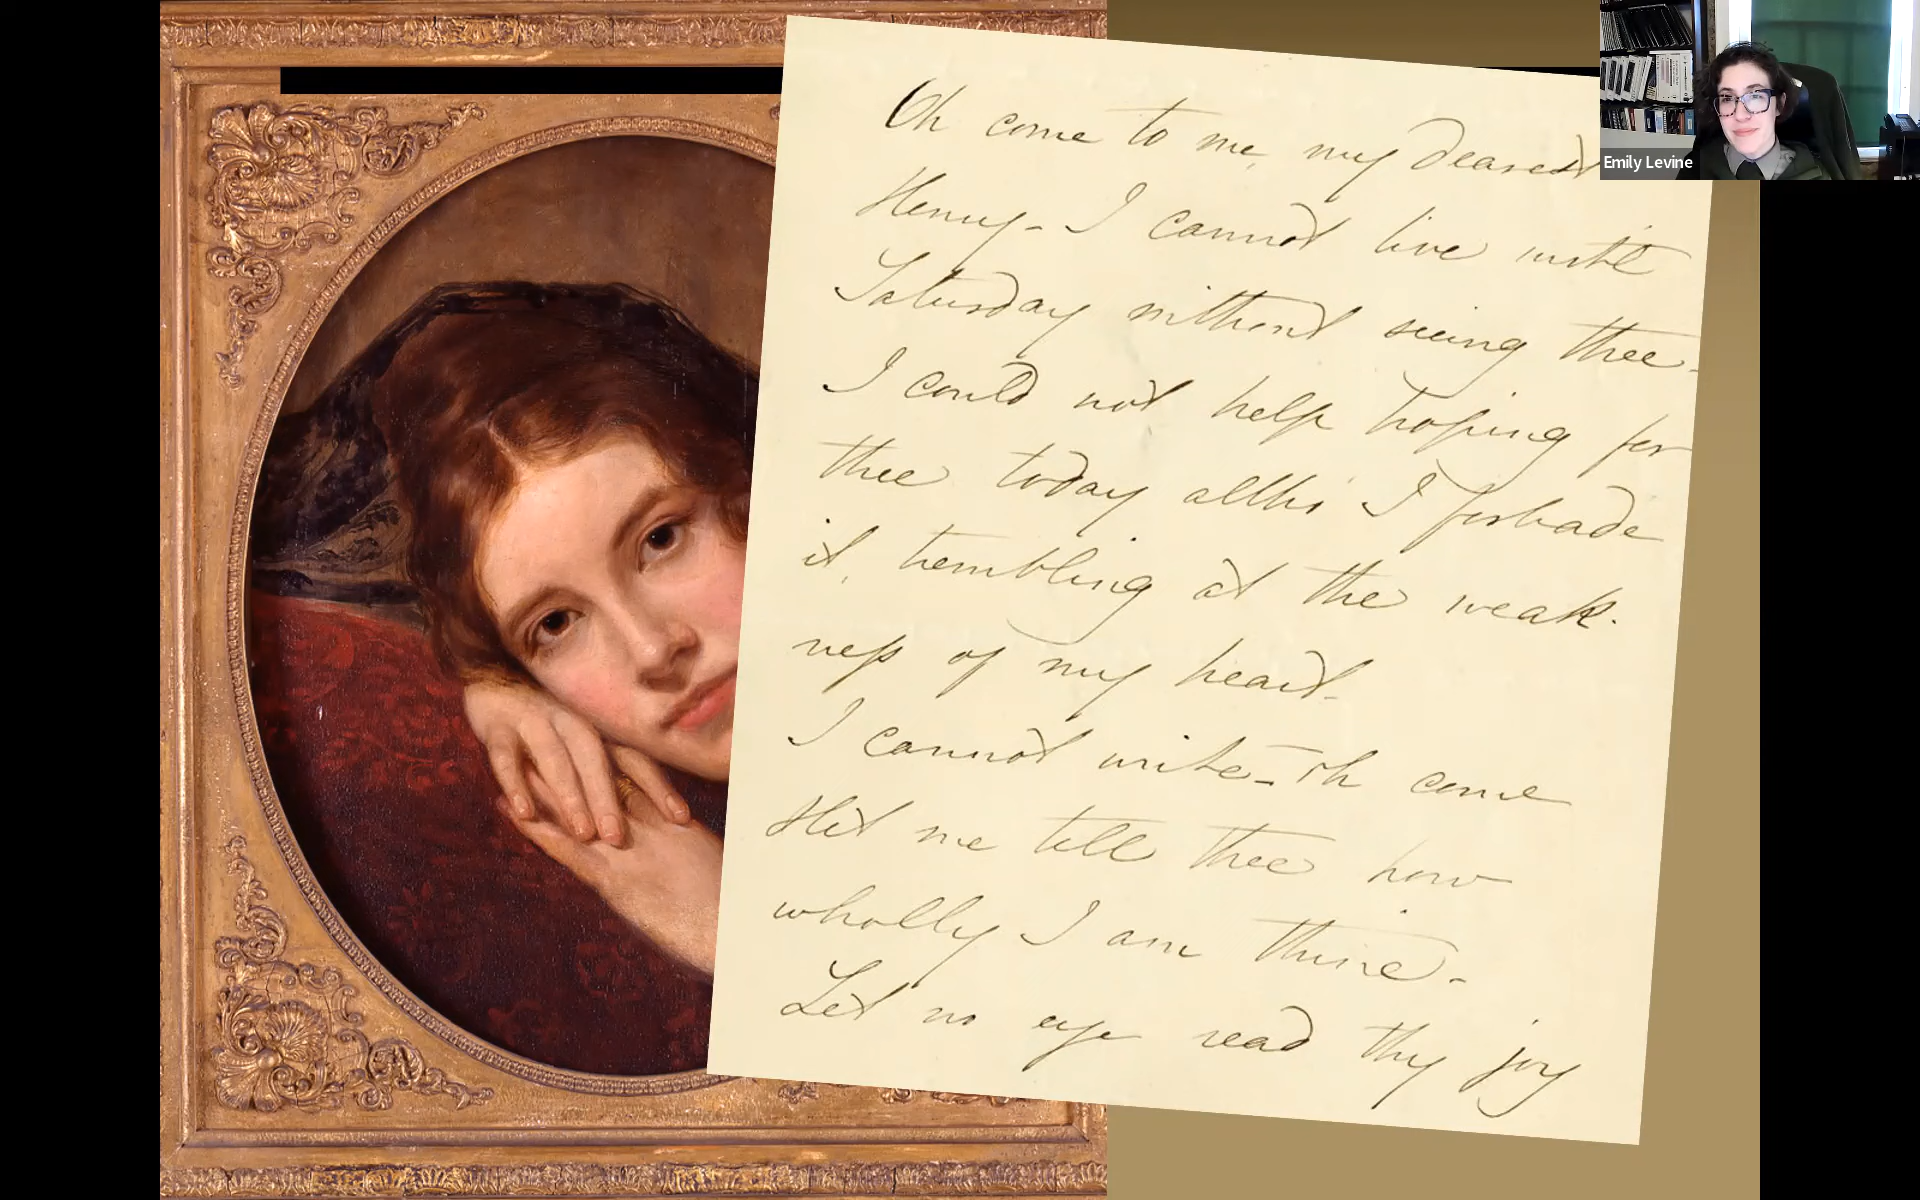 Oh come to me, my dearest
Henry – I cannot live until
Saturday without seeing thee –
I could not help hoping for
thee today altho' I forbade
it, trembling at the weak-
ness of my heart –
I cannot write – oh come
& let me tell thee how
wholly I am thine –
Let no eye read thy joy
Emily Levine